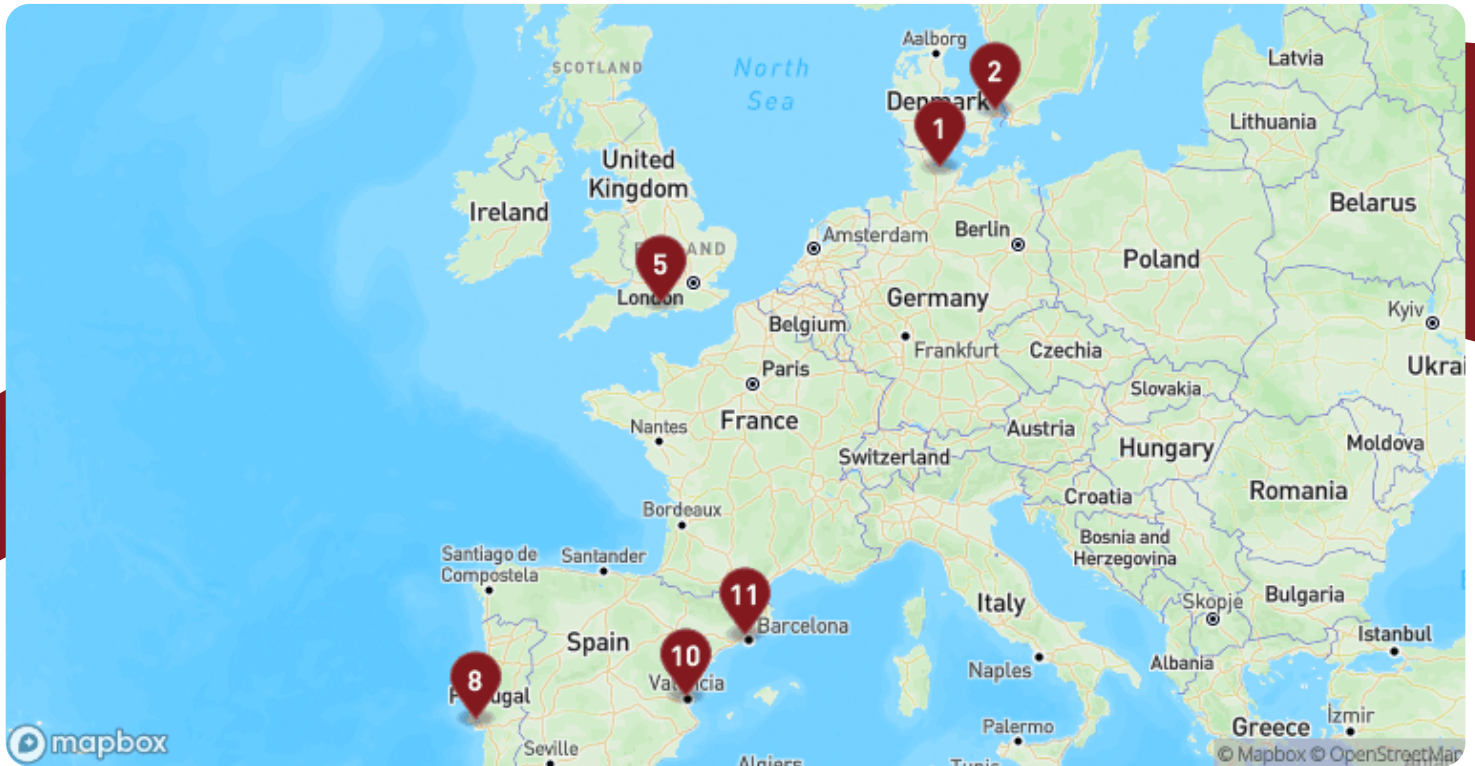 Aalborg
SCOTLAND
North
Sea
2
Latvia
Denmark
Lithuania
1
United
Kingdom
Belarus
Ireland
Amsterdam
Berlin
AND
5
Poland
London
Germany
Kyiv
Belgium
Frankfurt
Czechia
Ukrai
Paris
Slovakia
France
Nantes
Austria
Moldova
Switzerland
Hungary
Romania
Croatia
Bordeaux
Bosnia and
Herzegovina
Santiago de
Compostela
Santander
11
Italy
Skopje
Bulgaria
Barcelona
Spain
Istanbul
10
Albania
Naples
8
mapbox
Palermo
Greece
İzmir
Seville
Algiers
© Mapbox © OpenStreetMap